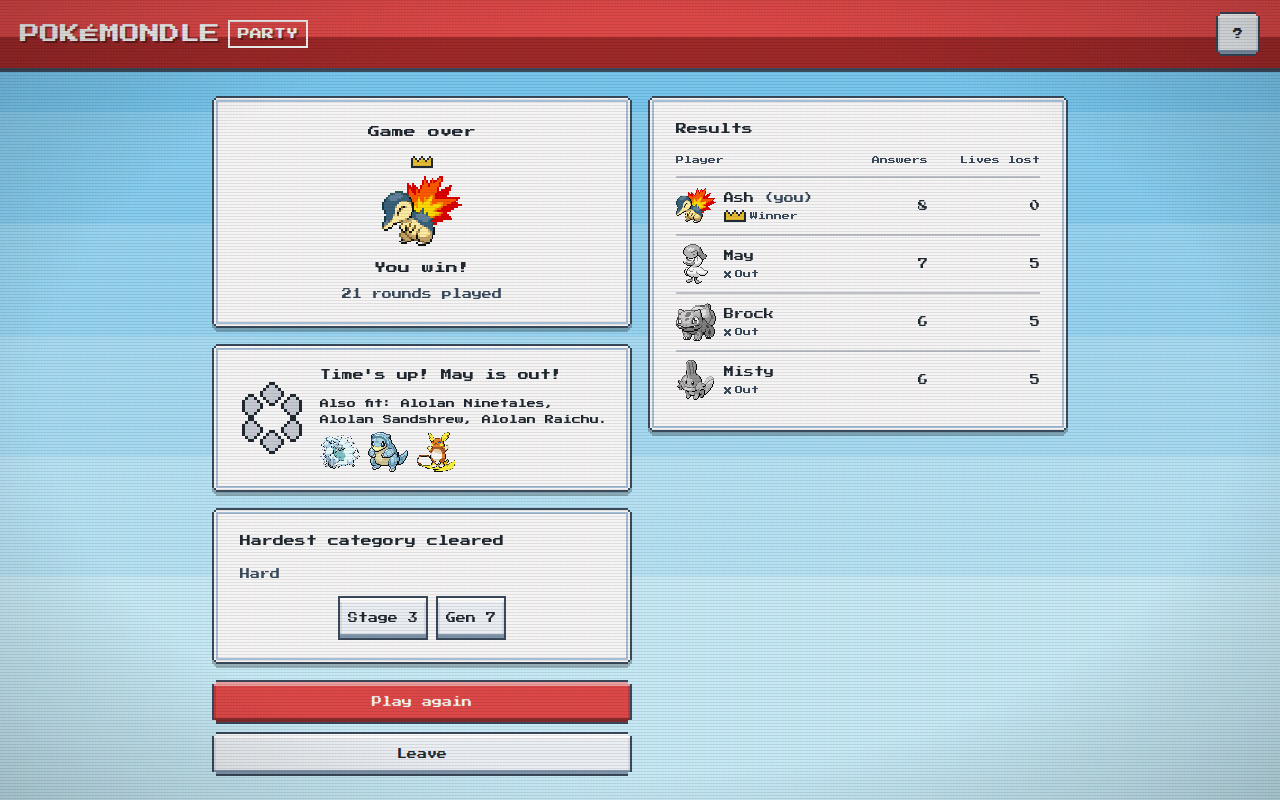 POKéMONDLE PARTY
?
Game over
You win!
21 rounds played
Time's up! May is out!
Also fit: Alolan Ninetales,
Alolan Sandshrew, Alolan Raichu.
Hardest category cleared
Hard
Stage 3 Gen 7
Play again
Leave
Results
Player Answers Lives lost
Ash (you) 8 0
Winner
May 7 5
x Out
Brock 6 5
x Out
Misty 6 5
x Out